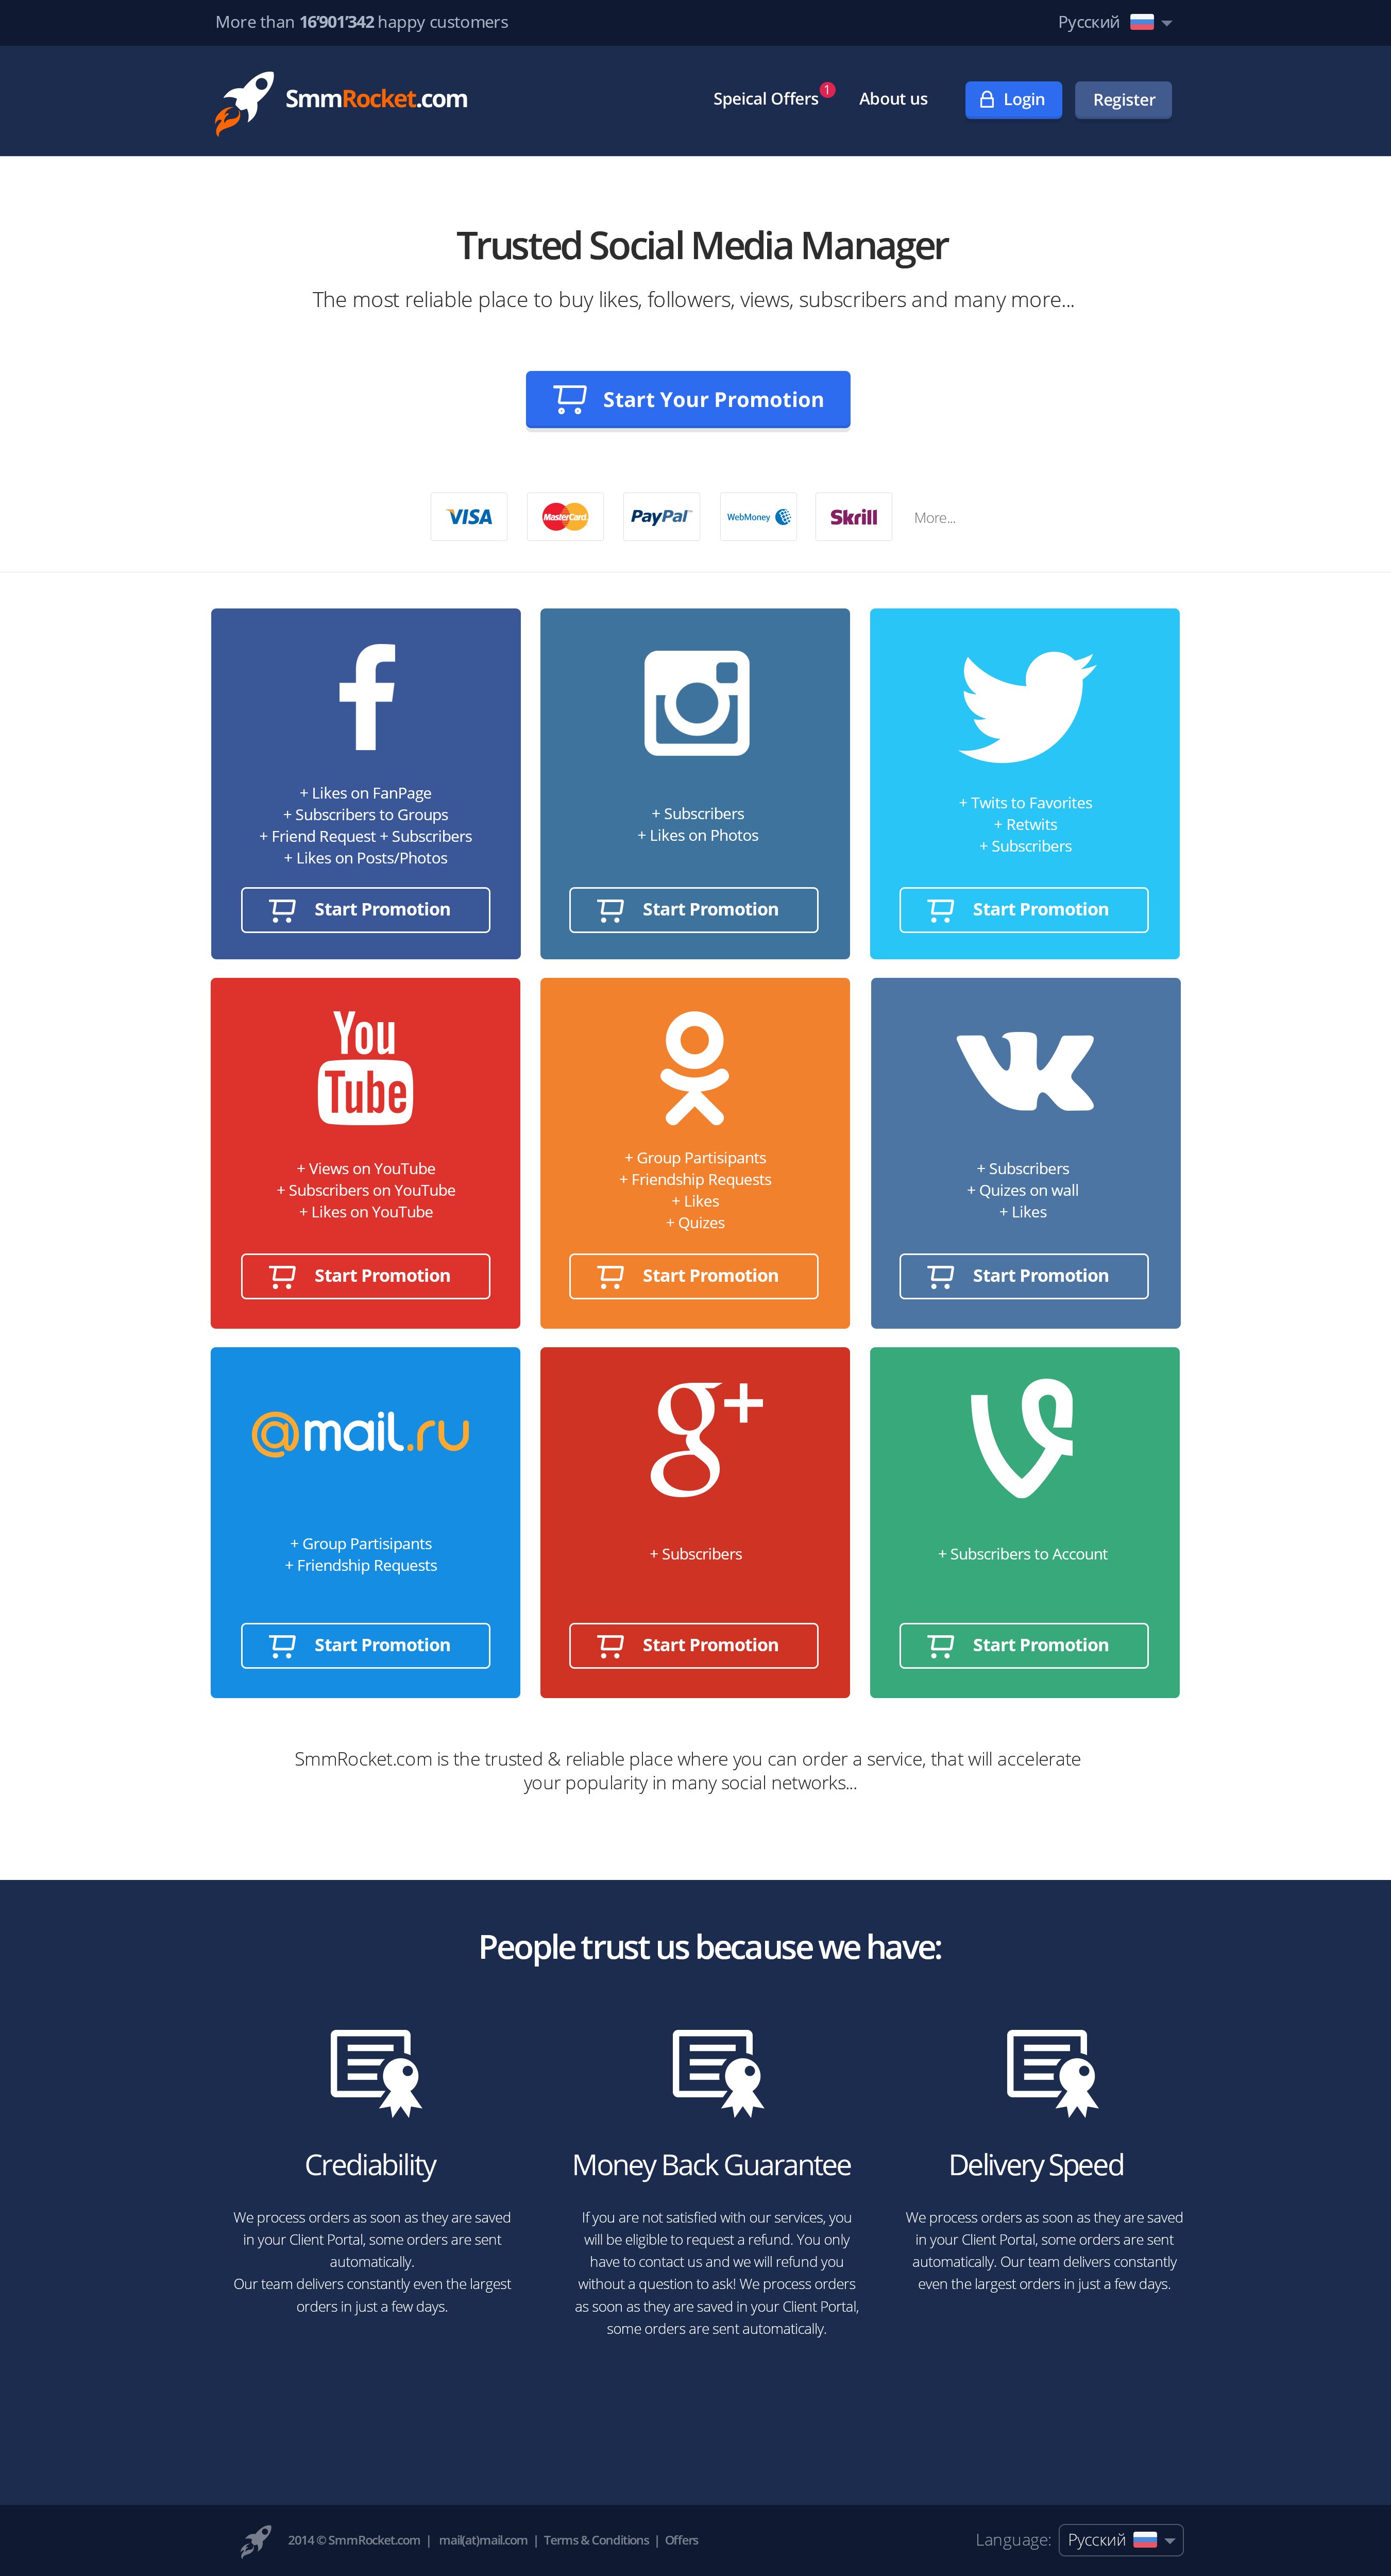 More than 16'901'342 happy customers
Русский
SmmRocket.com
Speical Offers 1
About us
Login
Register
Trusted Social Media Manager
The most reliable place to buy likes, followers, views, subscribers and many more...
Start Your Promotion
VISA
MasterCard
PayPal
WebMoney
Skrill
More...
+ Likes on FanPage
+ Subscribers to Groups
+ Friend Request + Subscribers
+ Likes on Posts/Photos
Start Promotion
+ Subscribers
+ Likes on Photos
Start Promotion
+ Twits to Favorites
+ Retwits
+ Subscribers
Start Promotion
You
Tube
+ Views on YouTube
+ Subscribers on YouTube
+ Likes on YouTube
Start Promotion
+ Group Partisipants
+ Friendship Requests
+ Likes
+ Quizes
Start Promotion
+ Subscribers
+ Quizes on wall
+ Likes
Start Promotion
@mail.ru
+ Group Partisipants
+ Friendship Requests
Start Promotion
g+
+ Subscribers
Start Promotion
+ Subscribers to Account
Start Promotion
SmmRocket.com is the trusted & reliable place where you can order a service, that will accelerate
your popularity in many social networks...
People trust us because we have:
Crediability
We process orders as soon as they are saved
in your Client Portal, some orders are sent
automatically.
Our team delivers constantly even the largest
orders in just a few days.
Money Back Guarantee
If you are not satisfied with our services, you
will be eligible to request a refund. You only
have to contact us and we will refund you
without a question to ask! We process orders
as soon as they are saved in your Client Portal,
some orders are sent automatically.
Delivery Speed
We process orders as soon as they are saved
in your Client Portal, some orders are sent
automatically. Our team delivers constantly
even the largest orders in just a few days.
2014 © SmmRocket.com | mail(at)mail.com | Terms & Conditions | Offers
Language: Русский